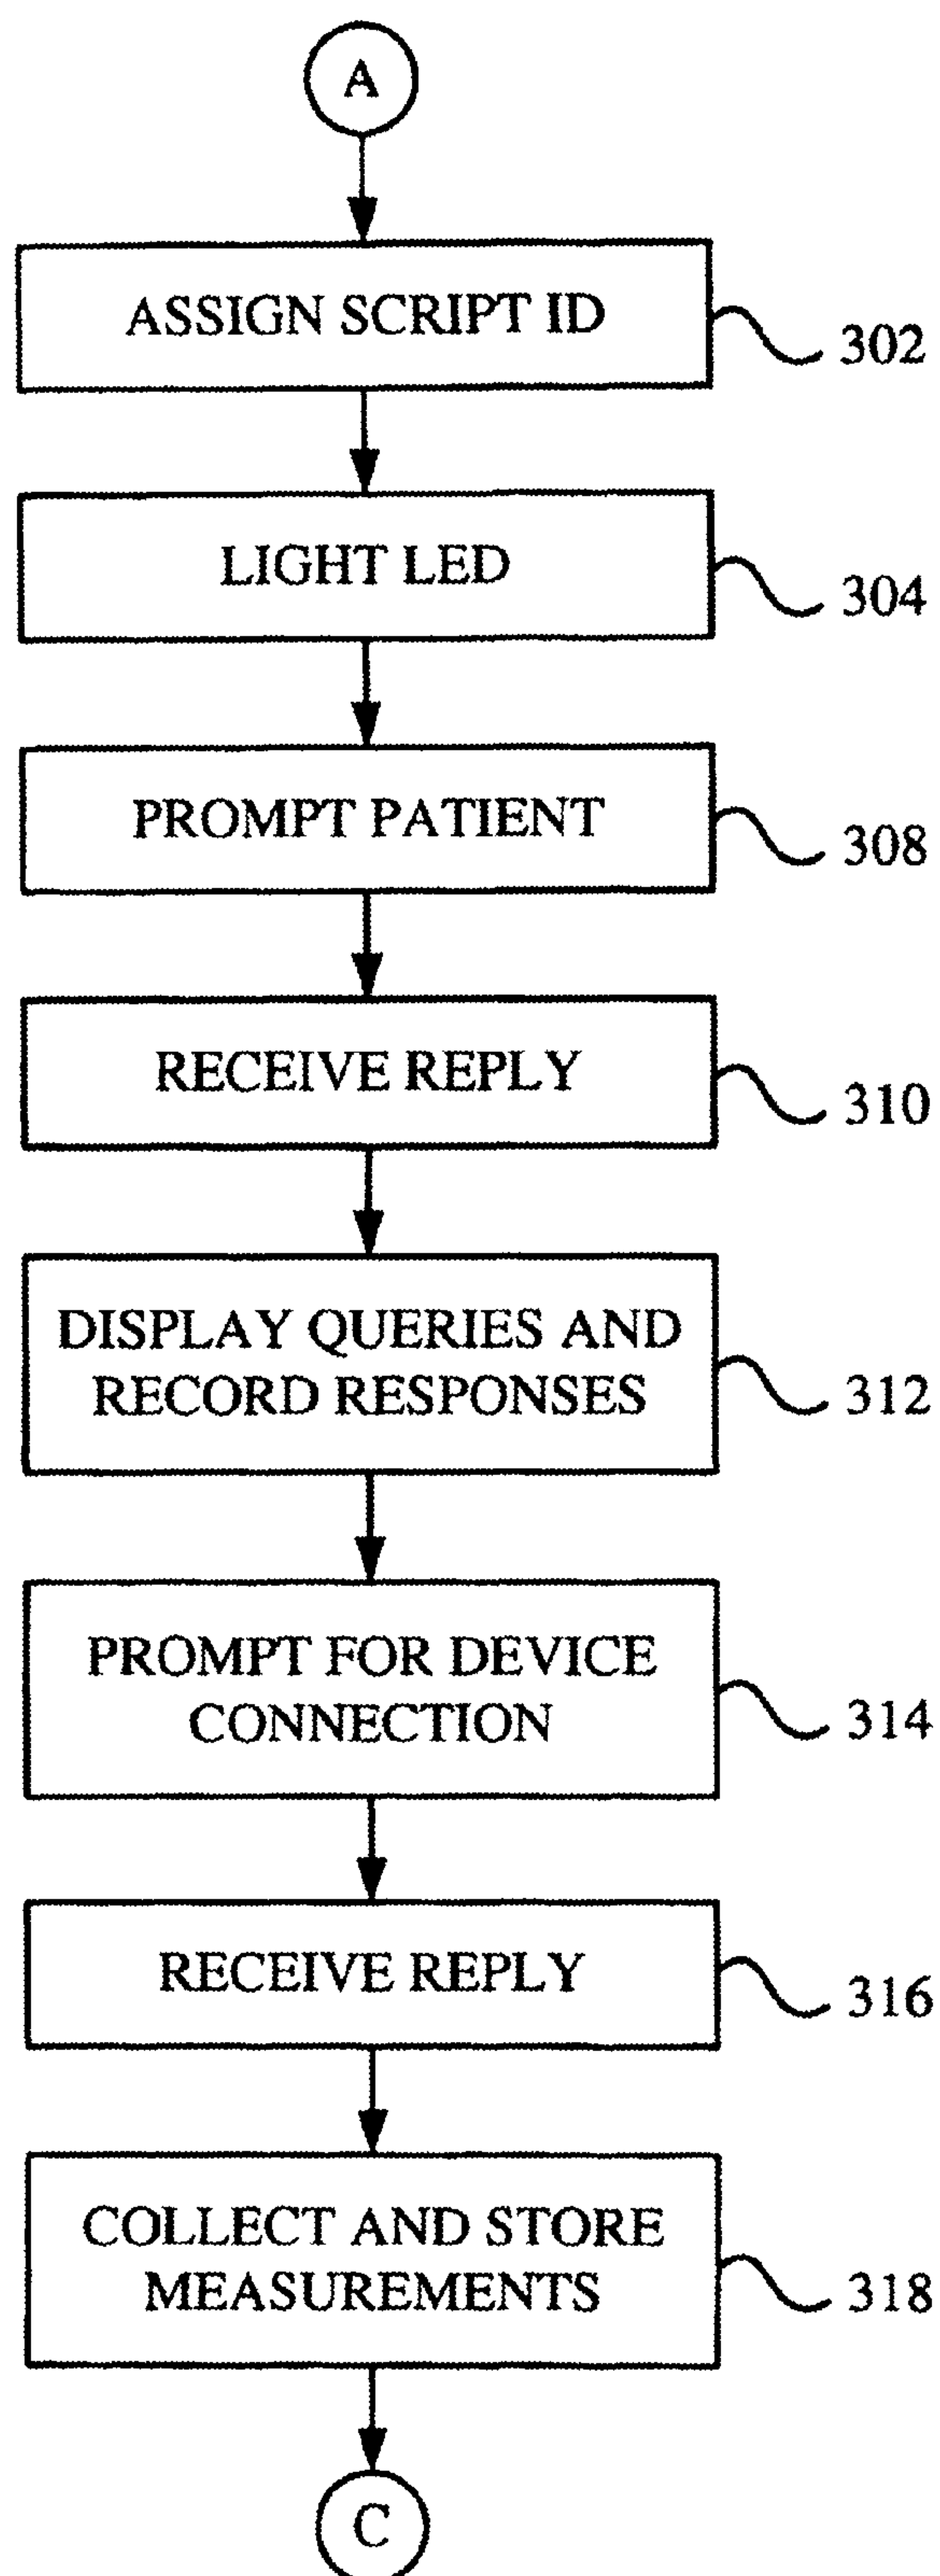 A
ASSIGN SCRIPT ID
302
LIGHT LED
304
PROMPT PATIENT
308
RECEIVE REPLY
310
DISPLAY QUERIES AND
RECORD RESPONSES
312
PROMPT FOR DEVICE
CONNECTION
314
RECEIVE REPLY
316
COLLECT AND STORE
MEASUREMENTS
318
C